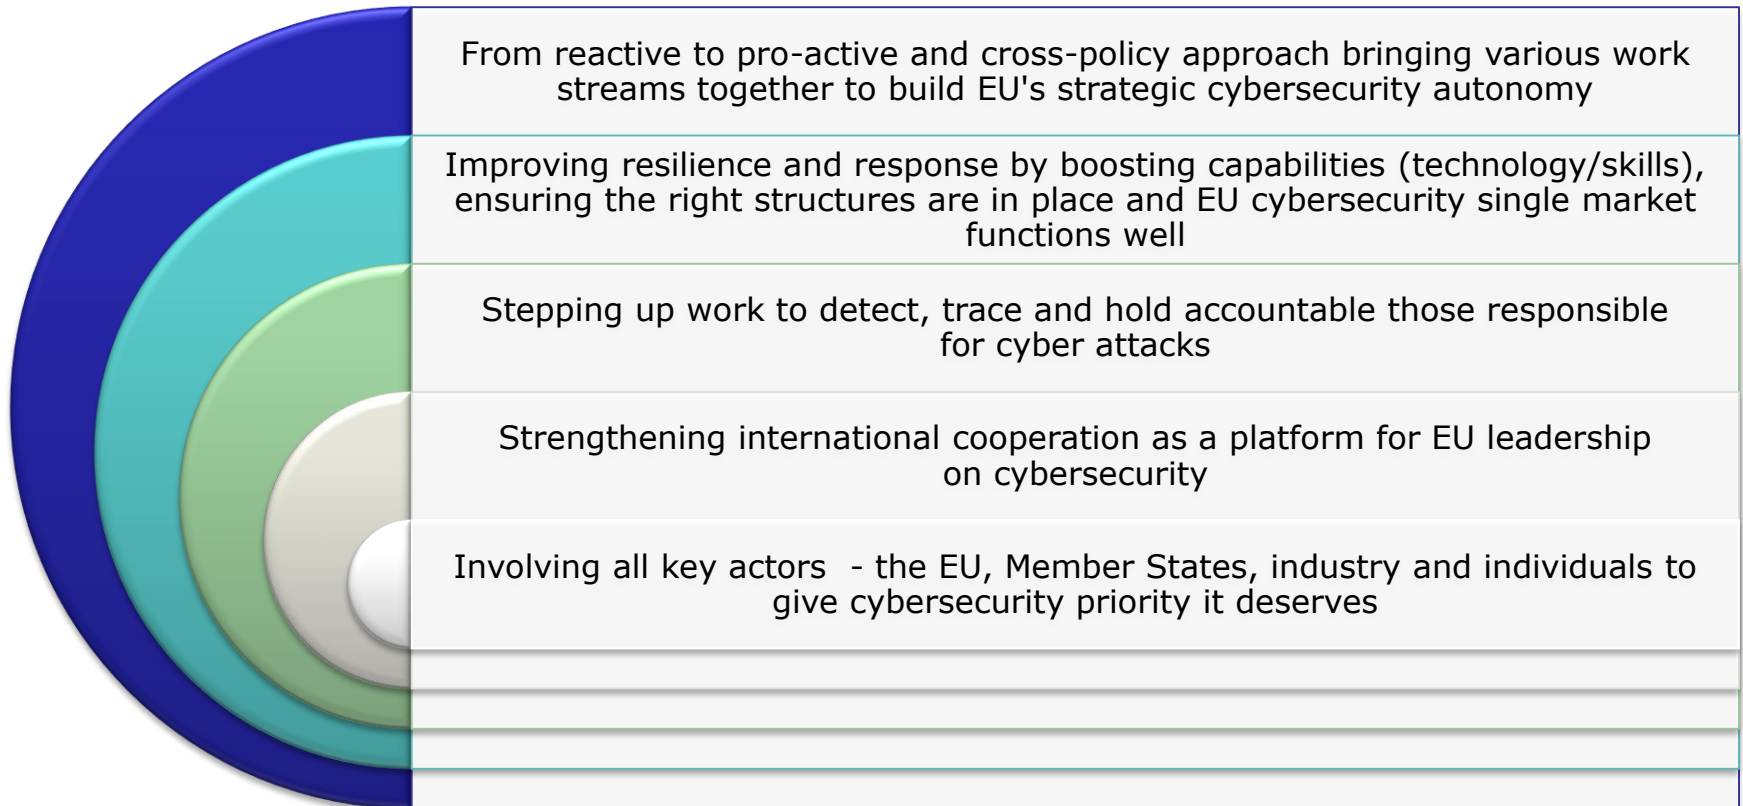 From reactive to pro-active and cross-policy approach bringing various work
streams together to build EU's strategic cybersecurity autonomy
Improving resilience and response by boosting capabilities (technology/skills),
ensuring the right structures are in place and EU cybersecurity single market
functions well
Stepping up work to detect, trace and hold accountable those responsible
for cyber attacks
Strengthening international cooperation as a platform for EU leadership
on cybersecurity
Involving all key actors  - the EU, Member States, industry and individuals to
give cybersecurity priority it deserves